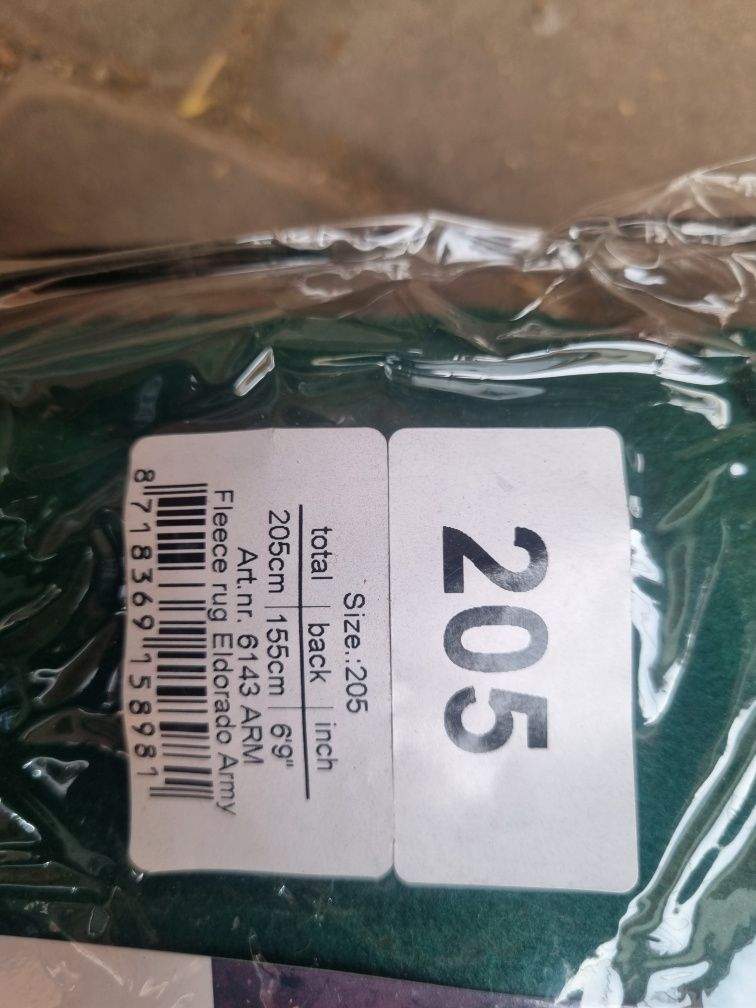 205
Size.:205
total | back | inch
205cm | 155cm | 6'9"
Art.nr. 6143 ARM
Fleece rug Eldorado Army
8 718369 158981